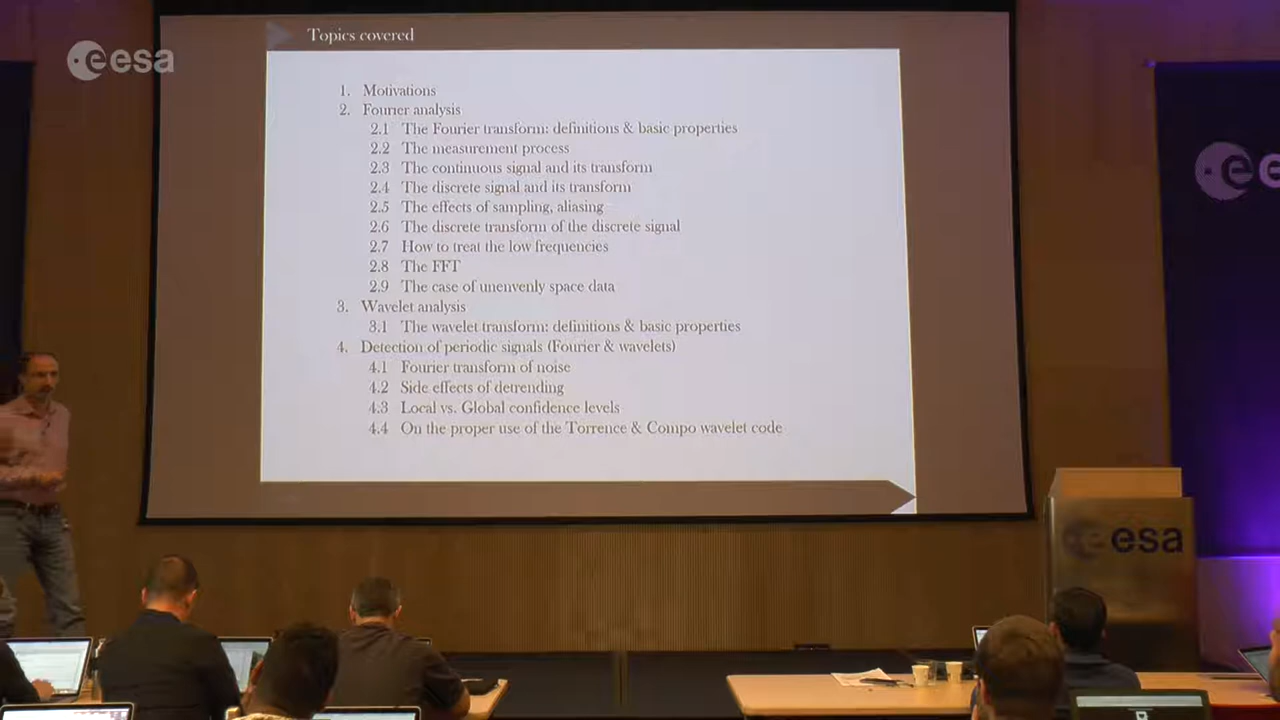 Topics covered
esa
1. Motivations
2. Fourier analysis
2.1 The Fourier transform: definitions & basic properties
2.2 The measurement process
2.3 The continuous signal and its transform
2.4 The discrete signal and its transform
2.5 The effects of sampling, aliasing
2.6 The discrete transform of the discrete signal
2.7 How to treat the low frequencies
2.8 The FFT
2.9 The case of unenvenly space data
3. Wavelet analysis
3.1 The wavelet transform: definitions & basic properties
4. Detection of periodic signals (Fourier & wavelets)
4.1 Fourier transform of noise
4.2 Side effects of detrending
4.3 Local vs. Global confidence levels
4.4 On the proper use of the Torrence & Compo wavelet code
esa